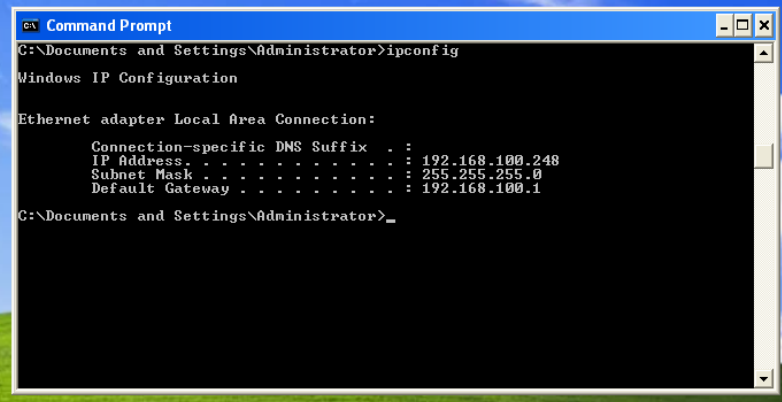 Command Prompt
C:\Documents and Settings\Administrator>ipconfig
Windows IP Configuration
Ethernet adapter Local Area Connection:
Connection-specific DNS Suffix  . :
IP Address. . . . . . . . . . . . : 192.168.100.248
Subnet Mask . . . . . . . . . . . : 255.255.255.0
Default Gateway . . . . . . . . . : 192.168.100.1
C:\Documents and Settings\Administrator>_